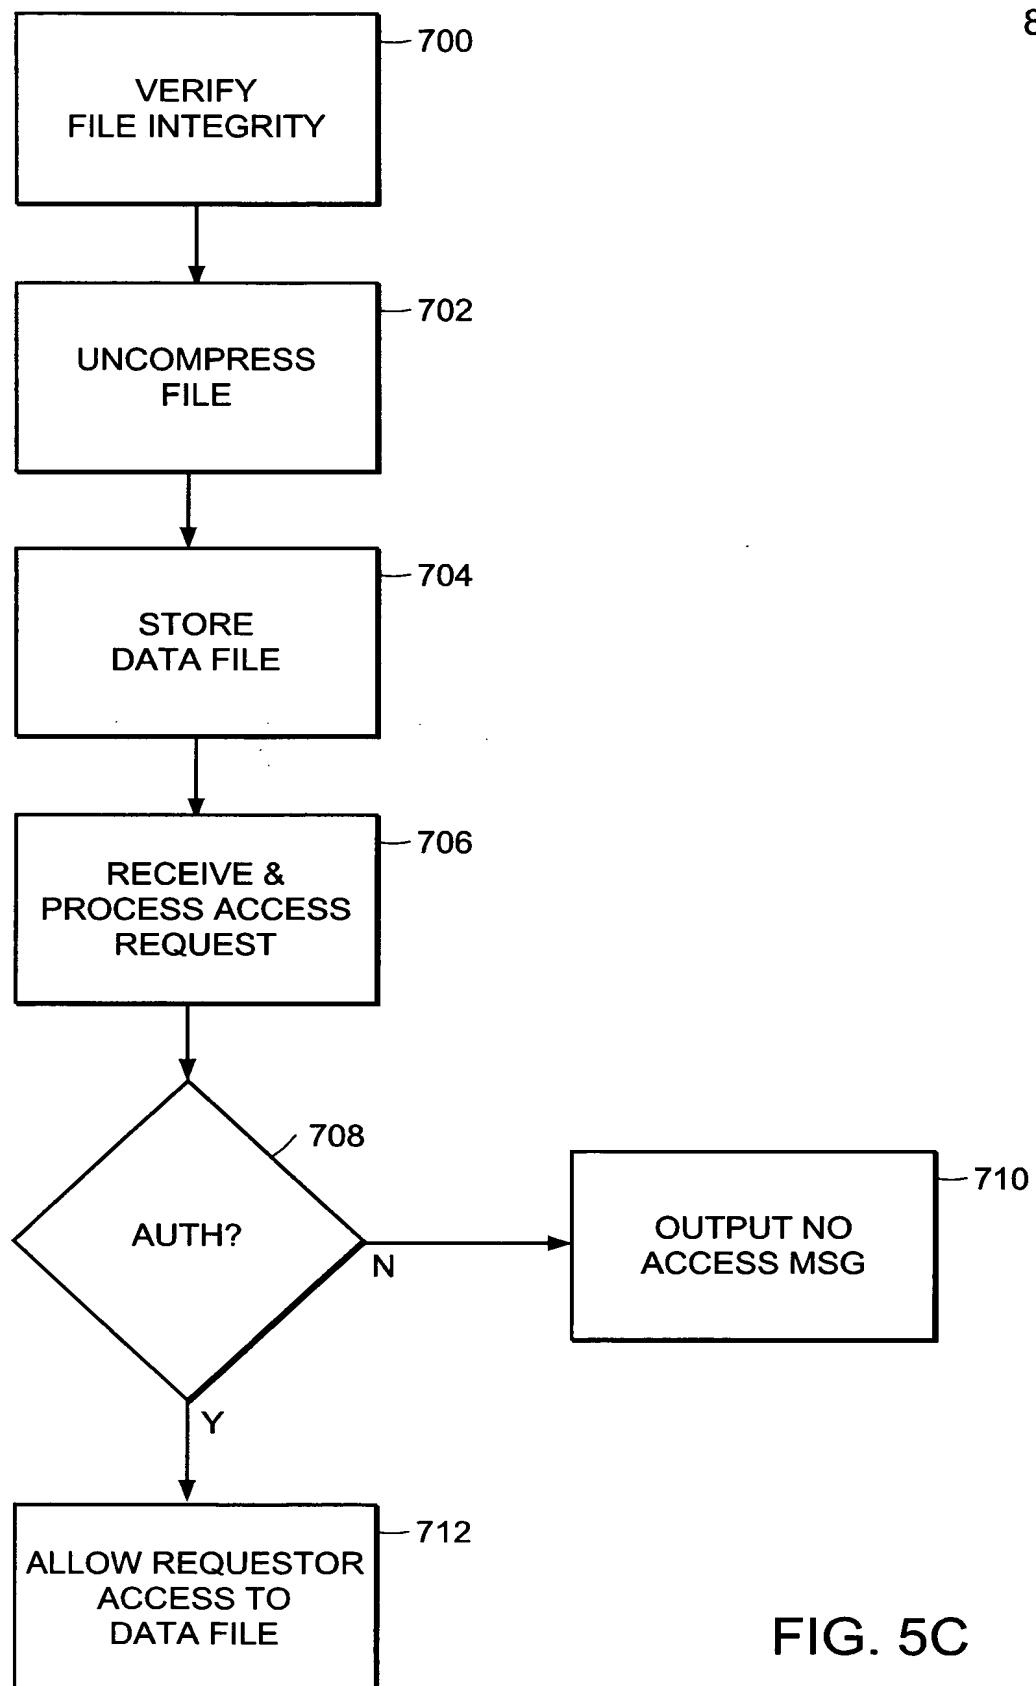 8
700
VERIFY
FILE INTEGRITY
702
UNCOMPRESS
FILE
704
STORE
DATA FILE
706
RECEIVE &
PROCESS ACCESS
REQUEST
708
AUTH?
N
710
OUTPUT NO
ACCESS MSG
Y
712
ALLOW REQUESTOR
ACCESS TO
DATA FILE
FIG. 5C